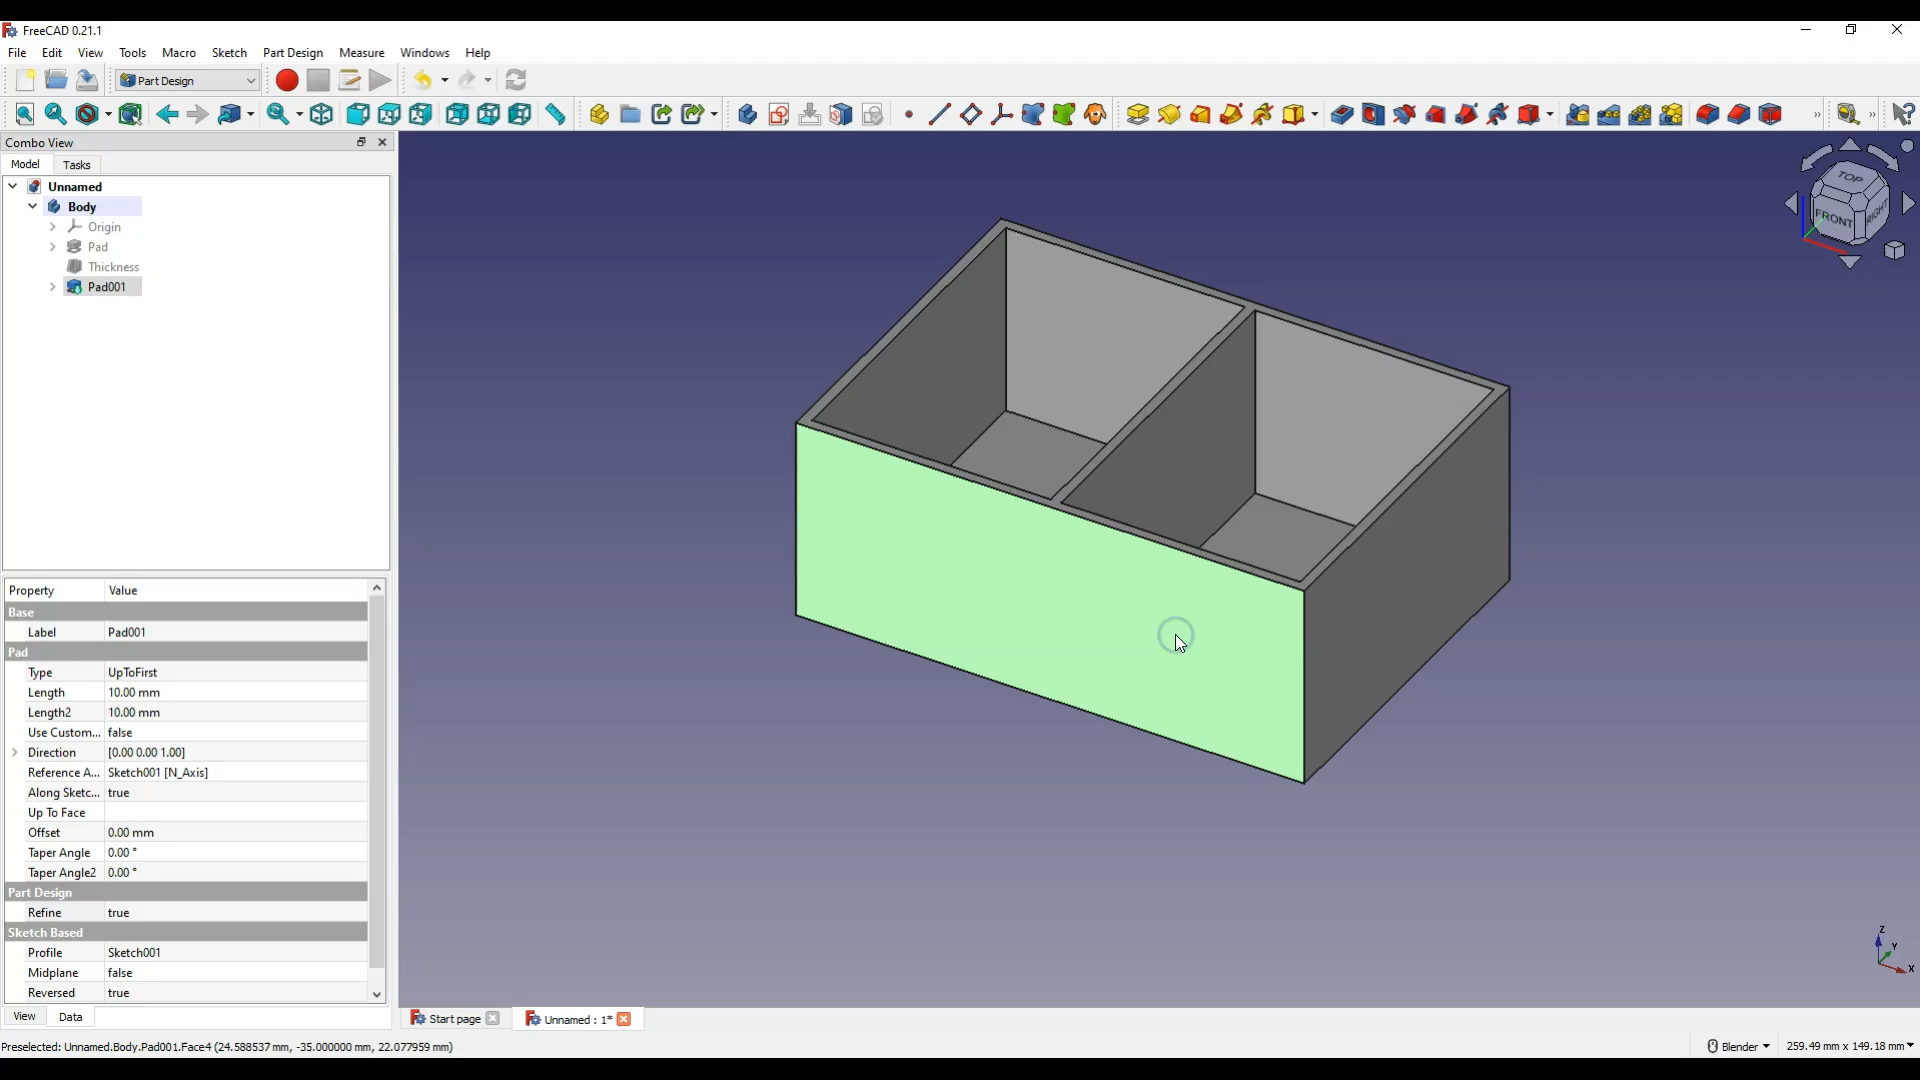 FreeCAD 0.21.1
File Edit View Tools Macro Sketch Part Design Measure Windows Help
Part Design
Combo View
Model Tasks
Unnamed
Body
Origin
Pad
Thickness
Pad001
TOP
FRONT RIGHT
Property Value
Base
Label Pad001
Pad
Type UpToFirst
Length 10.00 mm
Length2 10.00 mm
Use Custom... false
Direction [0.00 0.00 1.00]
Reference A... Sketch001 [N_Axis]
Along Sketc... true
Up To Face
Offset 0.00 mm
Taper Angle 0.00 °
Taper Angle2 0.00 °
Part Design
Refine true
Sketch Based
Profile Sketch001
Midplane false
Reversed true
Z
Y
X
View Data
Start page Unnamed : 1*
Preselected: Unnamed.Body.Pad001.Face4 (24.588537 mm, -35.000000 mm, 22.077959 mm)
Blender 259.49 mm x 149.18 mm